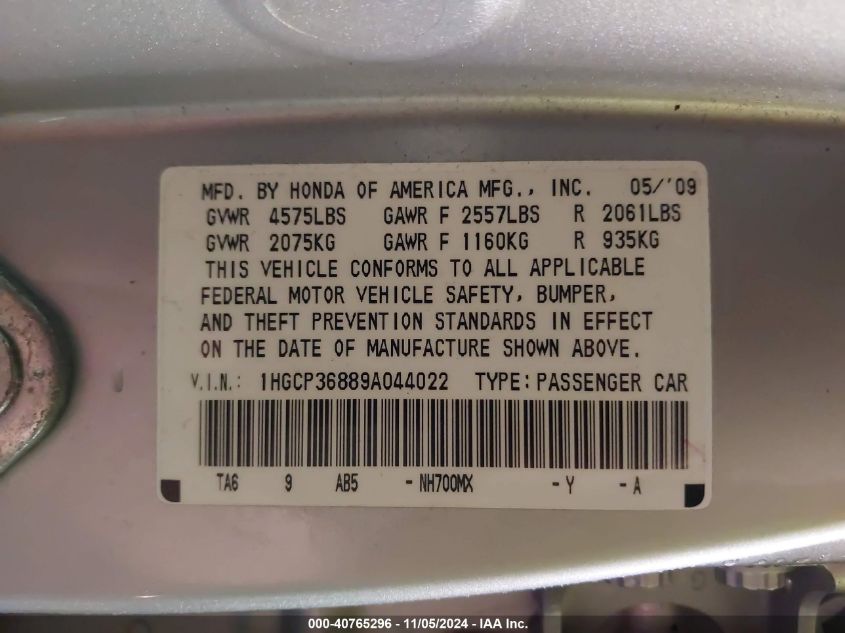 MFD. BY HONDA OF AMERICA MFG., INC. 05/'09
GVWR 4575LBS GAWR F 2557LBS R 2061LBS
GVWR 2075KG GAWR F 1160KG R 935KG
THIS VEHICLE CONFORMS TO ALL APPLICABLE
FEDERAL MOTOR VEHICLE SAFETY, BUMPER,
AND THEFT PREVENTION STANDARDS IN EFFECT
ON THE DATE OF MANUFACTURE SHOWN ABOVE.
V.I.N.: 1HGCP36889A044022 TYPE: PASSENGER CAR
TA6 9 AB5 -NH700MX -Y -A
000-40765296 - 11/05/2024 - IAA Inc.